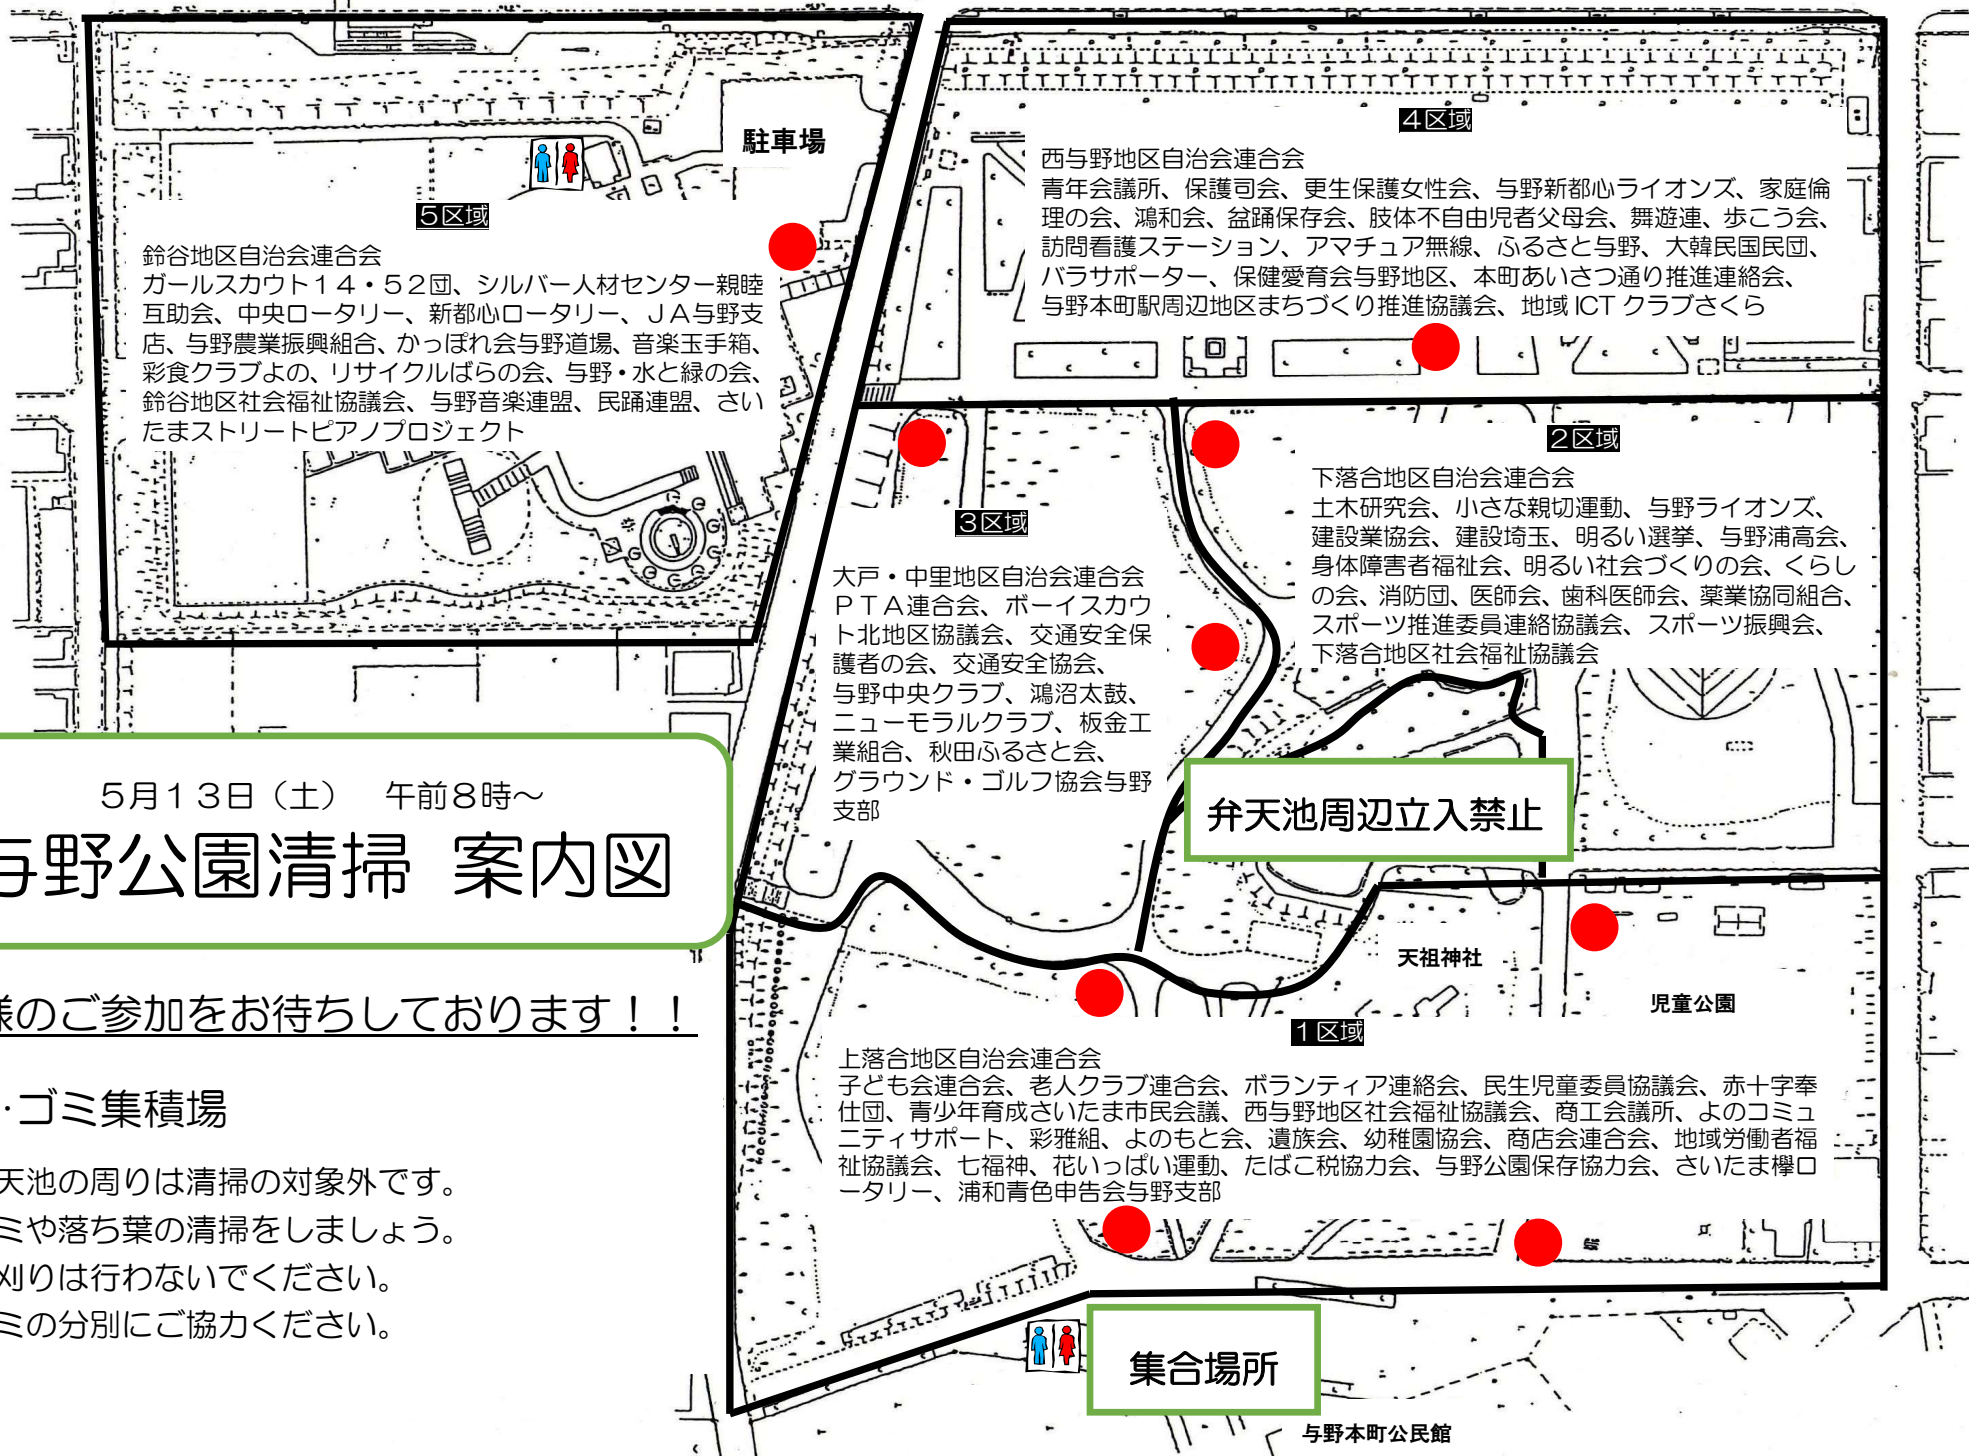 駐車場
5区域
鈴谷地区自治会連合会
ガールスカウト14・52団、シルバー人材センター親睦
互助会、中央ロータリー、新都心ロータリー、JA与野支
店、与野農業振興組合、かっぽれ会与野道場、音楽玉手箱、
彩食クラブよの、リサイクルばらの会、与野・水と緑の会、
鈴谷地区社会福祉協議会、与野音楽連盟、民踊連盟、さい
たまストリートピアノプロジェクト
4区域
西与野地区自治会連合会
青年会議所、保護司会、更生保護女性会、与野新都心ライオンズ、家庭倫
理の会、鴻和会、盆踊保存会、肢体不自由児者父母会、舞遊連、歩こう会、
訪問看護ステーション、アマチュア無線、ふるさと与野、大韓民国民団、
バラサポーター、保健愛育会与野地区、本町あいさつ通り推進連絡会、
与野本町駅周辺地区まちづくり推進協議会、地域 ICT クラブさくら
2区域
下落合地区自治会連合会
土木研究会、小さな親切運動、与野ライオンズ、
建設業協会、建設埼玉、明るい選挙、与野浦高会、
身体障害者福祉会、明るい社会づくりの会、くらし
の会、消防団、医師会、歯科医師会、薬業協同組合、
スポーツ推進委員連絡協議会、スポーツ振興会、
下落合地区社会福祉協議会
3区域
大戸・中里地区自治会連合会
PTA連合会、ボーイスカウ
ト北地区協議会、交通安全保
護者の会、交通安全協会、
与野中央クラブ、鴻沼太鼓、
ニューモラルクラブ、板金工
業組合、秋田ふるさと会、
グラウンド・ゴルフ協会与野
支部
弁天池周辺立入禁止
5月13日(土) 午前8時~
与野公園清掃 案内図
様のご参加をお待ちしております!!
・ゴミ集積場
天池の周りは清掃の対象外です。
ミや落ち葉の清掃をしましょう。
刈りは行わないでください。
ミの分別にご協力ください。
天祖神社
児童公園
1区域
上落合地区自治会連合会
子ども会連合会、老人クラブ連合会、ボランティア連絡会、民生児童委員協議会、赤十字奉
仕団、青少年育成さいたま市民会議、西与野地区社会福祉協議会、商工会議所、よのコミュ
ニティサポート、彩雅組、よのもと会、遺族会、幼稚園協会、商店会連合会、地域労働者福
祉協議会、七福神、花いっぱい運動、たばこ税協力会、与野公園保存協力会、さいたま欅ロ
ータリー、浦和青色申告会与野支部
集合場所
与野本町公民館